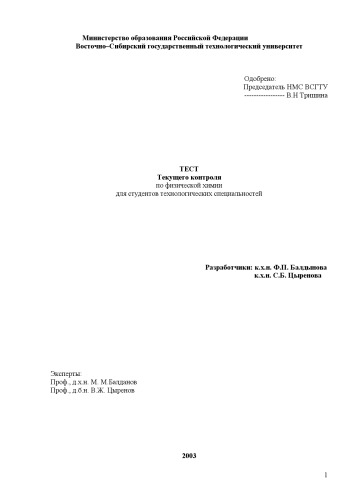 Министерство образования Российской Федерации
Восточно–Сибирский государственный технологический университет
Одобрено:
Председатель НМС ВСГТУ
----------------- В.Н Тришина
ТЕСТ
Текущего контроля
по физической химии
для студентов технологических специальностей
Разработчики: к.х.н. Ф.П. Балдынова
к.х.н. С.Б. Цыренова
Эксперты:
Проф., д.х.н. М. М.Балданов
Проф., д.б.н. В.Ж. Цыренов
2003
1